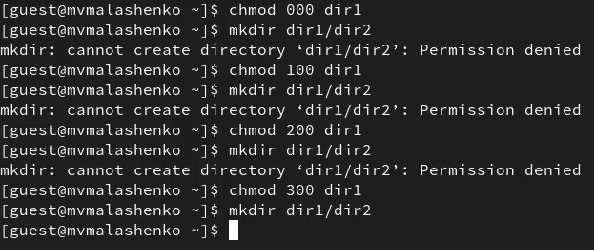 [guest@mvmalashenko ~]$ chmod 000 dir1
[guest@mvmalashenko ~]$ mkdir dir1/dir2
mkdir: cannot create directory ‘dir1/dir2’: Permission denied
[guest@mvmalashenko ~]$ chmod 100 dir1
[guest@mvmalashenko ~]$ mkdir dir1/dir2
mkdir: cannot create directory ‘dir1/dir2’: Permission denied
[guest@mvmalashenko ~]$ chmod 200 dir1
[guest@mvmalashenko ~]$ mkdir dir1/dir2
mkdir: cannot create directory ‘dir1/dir2’: Permission denied
[guest@mvmalashenko ~]$ chmod 300 dir1
[guest@mvmalashenko ~]$ mkdir dir1/dir2
[guest@mvmalashenko ~]$